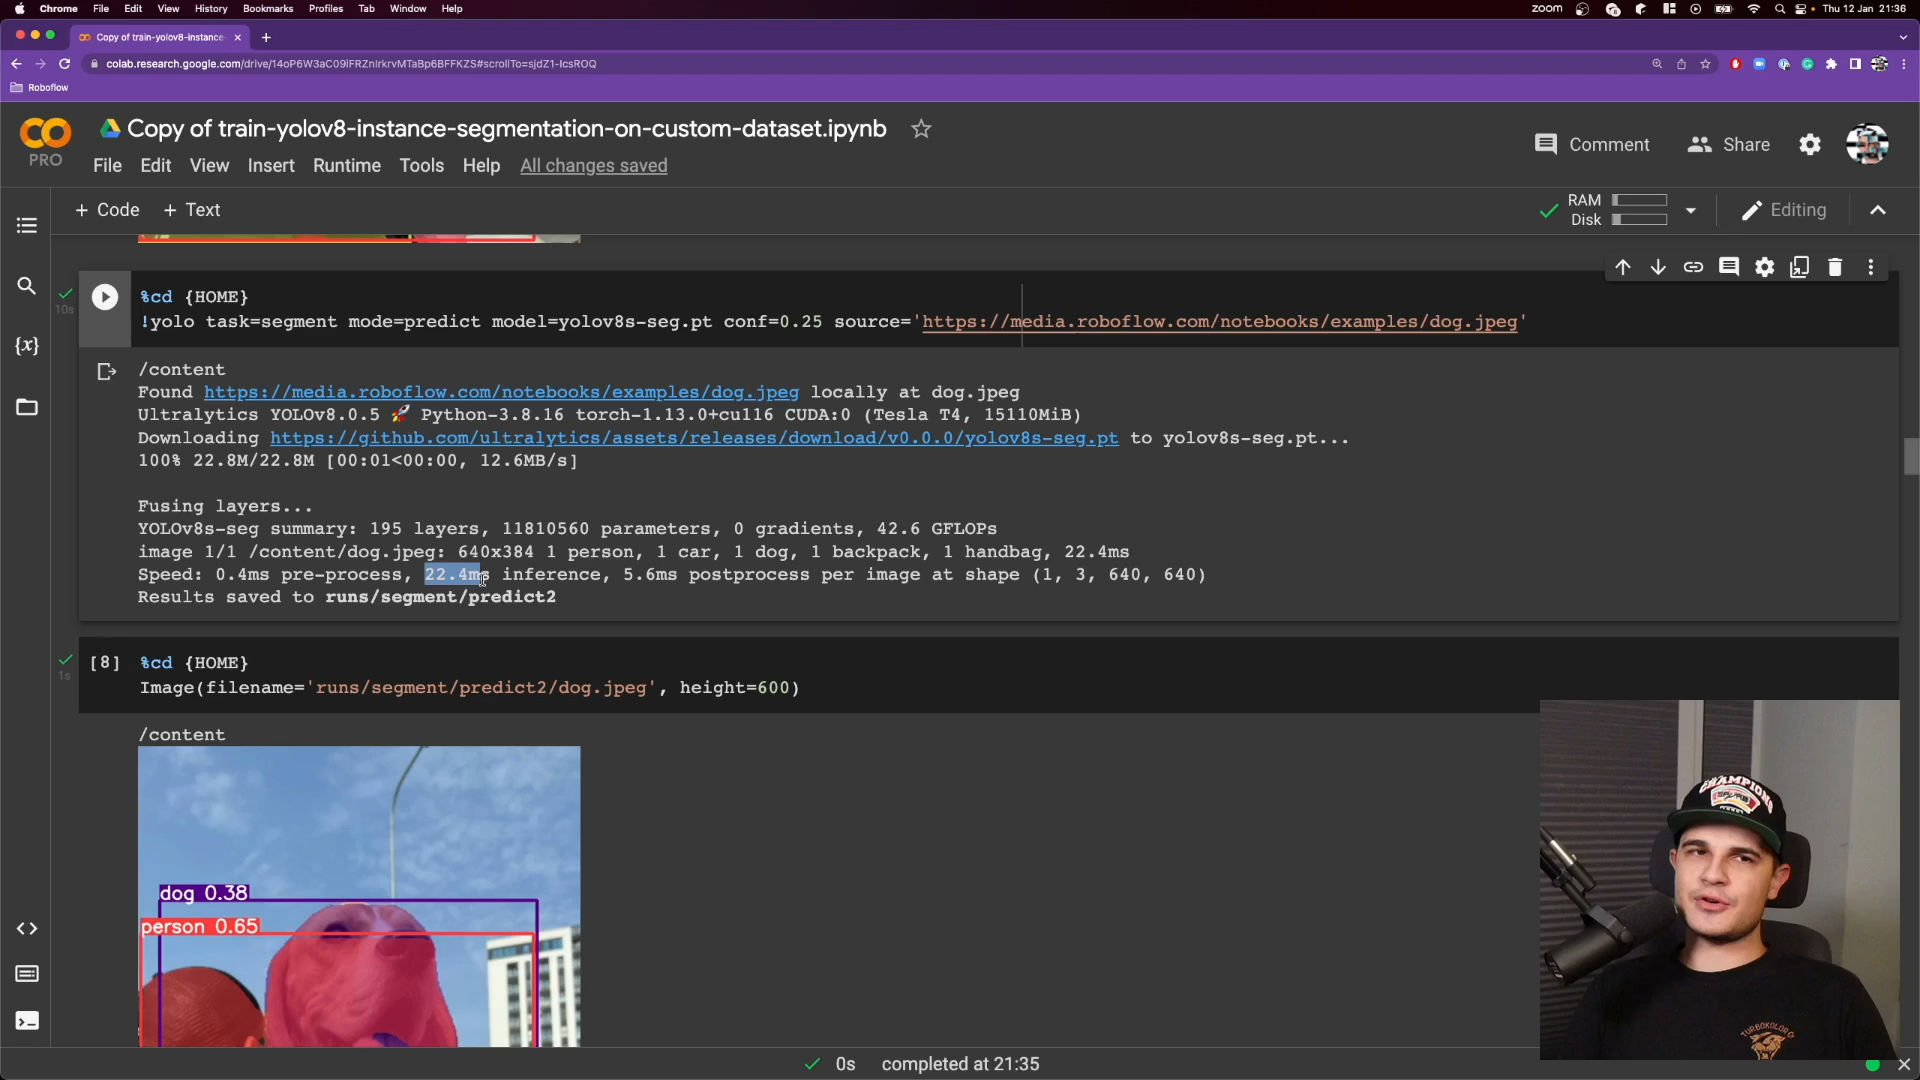 Chrome File Edit View History Bookmarks Profiles Tab Window Help
zoom Thu 12 Jan 21:36
Copy of train-yolov8-instance
colab.research.google.com/drive/14oP6W3aC09iFRZnIrkrvMTaBp6BFFKZS#scrollTo=sjdZ1-IcsROQ
Roboflow
PRO
Copy of train-yolov8-instance-segmentation-on-custom-dataset.ipynb
Comment Share
File Edit View Insert Runtime Tools Help All changes saved
+ Code + Text
RAM
Disk
Editing
10s
%cd {HOME}
!yolo task=segment mode=predict model=yolov8s-seg.pt conf=0.25 source='https://media.roboflow.com/notebooks/examples/dog.jpeg'
/content
Found https://media.roboflow.com/notebooks/examples/dog.jpeg locally at dog.jpeg
Ultralytics YOLOv8.0.5 🚀 Python-3.8.16 torch-1.13.0+cu116 CUDA:0 (Tesla T4, 15110MiB)
Downloading https://github.com/ultralytics/assets/releases/download/v0.0.0/yolov8s-seg.pt to yolov8s-seg.pt...
100% 22.8M/22.8M [00:01<00:00, 12.6MB/s]
Fusing layers...
YOLOv8s-seg summary: 195 layers, 11810560 parameters, 0 gradients, 42.6 GFLOPs
image 1/1 /content/dog.jpeg: 640x384 1 person, 1 car, 1 dog, 1 backpack, 1 handbag, 22.4ms
Speed: 0.4ms pre-process, 22.4ms inference, 5.6ms postprocess per image at shape (1, 3, 640, 640)
Results saved to runs/segment/predict2
[8] %cd {HOME}
1s
Image(filename='runs/segment/predict2/dog.jpeg', height=600)
/content
dog 0.38
person 0.65
CHAMPIONS
TURBOKOLOR
0s completed at 21:35